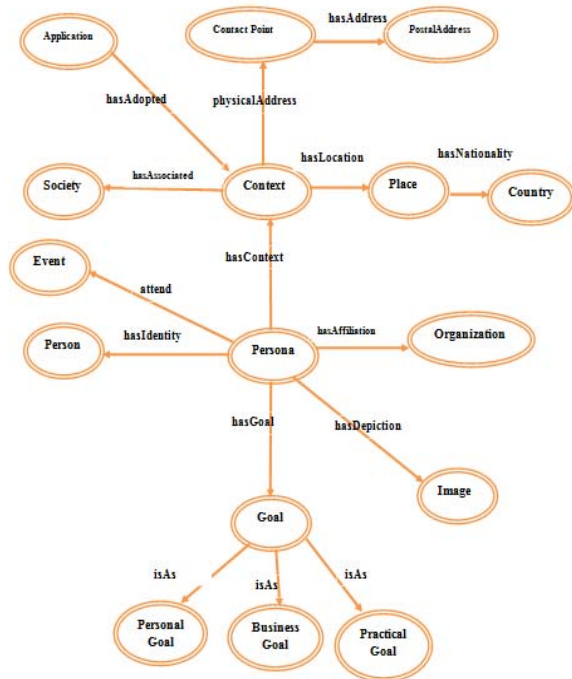 Application
Contact Point
hasAddress
PostalAddress
hasAdopted
physicalAddress
hasLocation
hasNationality
Society
hasAssociated
Context
Place
Country
Event
hasContext
attend
Person
hasIdentity
Persona
hasAffiliation
Organization
hasGoal
hasDepiction
Image
Goal
isAs
isAs
isAs
Personal
Goal
Business
Goal
Practical
Goal